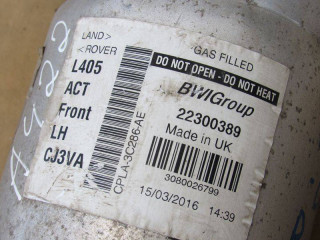 LAND>
<ROVER
L405
ACT
Front
LH
CJ3VA
CPLA-3C286-AE
GAS FILLED
DO NOT OPEN - DO NOT HEAT
BWIGroup
22300389
Made in UK
3080026799
15/03/2016 14:39
A422